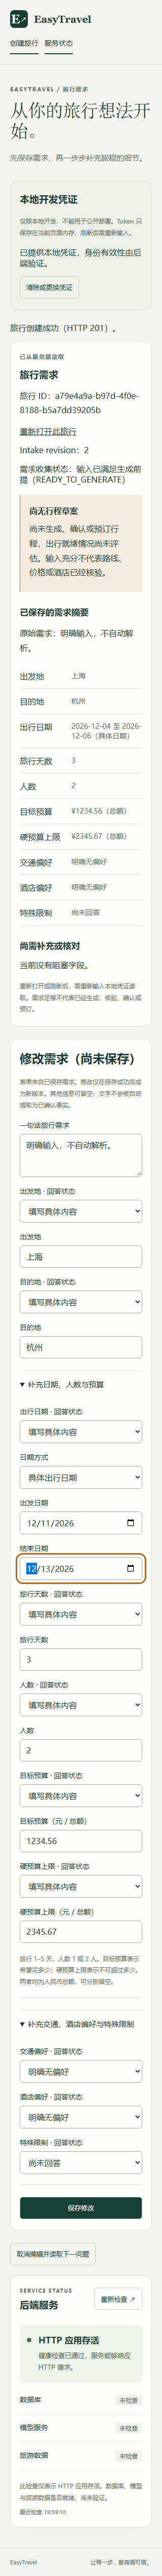 E↗ EasyTravel
创建旅行 服务状态
EASYTRAVEL / 旅行需求
从你的旅行想法开
始。
先保存需求，再一步步补充旅程的细节。
本地开发凭证
仅限本地开发，不能用于公开部署。Token 只
保存在当前页面内存，刷新后需重新输入。
已提供本地凭证，身份有效性由后
端验证。
清除或更换凭证
旅行创建成功（HTTP 201）。
已从服务器读取
旅行需求
旅行 ID：a79e4a9a-b97d-4f0e-
8188-b5a7dd39205b
重新打开此旅行
Intake revision：2
需求收集状态：输入已满足生成前
提（READY_TO_GENERATE）
尚无行程草案
尚未生成、确认或预订行
程，出行就绪情况尚未评
估。输入充分不代表路线、
价格或酒店已经核验。
已保存的需求摘要
原始需求：明确输入，不自动解
析。
出发地 上海
目的地 杭州
出行日期 2026-12-04 至 2026-
12-06（具体日期）
旅行天数 3
人数 2
目标预算 ¥1234.56（总额）
硬预算上限 ¥2345.67（总额）
交通偏好 明确无偏好
酒店偏好 明确无偏好
特殊限制 尚未回答
尚需补充或核对
当前没有阻塞字段。
重新打开或刷新后，需重新输入本地凭证读
取。需求足够不代表已经生成、核验、确认或
预订。
修改需求（尚未保存）
表单来自已保存需求。修改仅在保存成功后成
为新版本。其他信息可留空；文字不会被自动
提取为已确认事实。
一句话旅行需求
明确输入，不自动解析。
出发地 · 回答状态
填写具体内容
出发地
上海
目的地 · 回答状态
填写具体内容
目的地
杭州
▼ 补充日期、人数与预算
出行日期 · 回答状态
填写具体内容
日期方式
具体出行日期
出发日期
12/11/2026
结束日期
12/13/2026
旅行天数 · 回答状态
填写具体内容
旅行天数
3
人数 · 回答状态
填写具体内容
人数
2
目标预算 · 回答状态
填写具体内容
目标预算（元 / 总额）
1234.56
硬预算上限 · 回答状态
填写具体内容
硬预算上限（元 / 总额）
2345.67
旅行 1–5 天，人数 1 或 2 人。目标预算表示
希望花多少；硬预算上限表示不可超过多少。
两者均为人民币总额，可分别留空。
▼ 补充交通、酒店偏好与特殊限制
交通偏好 · 回答状态
明确无偏好
酒店偏好 · 回答状态
明确无偏好
特殊限制 · 回答状态
尚未回答
保存修改
取消编辑并读取下一问题
SERVICE STATUS
后端服务
重新检查 ↗
HTTP 应用存活
健康检查已通过，服务能够响应
HTTP 请求。
数据库 未检查
模型服务 未检查
旅游数据 未检查
此检查仅表示 HTTP 应用存活。数据库、模型
与旅游数据是否就绪，尚未验证。
最近检查 19:59:10
EasyTravel 让每一步，都有据可依。